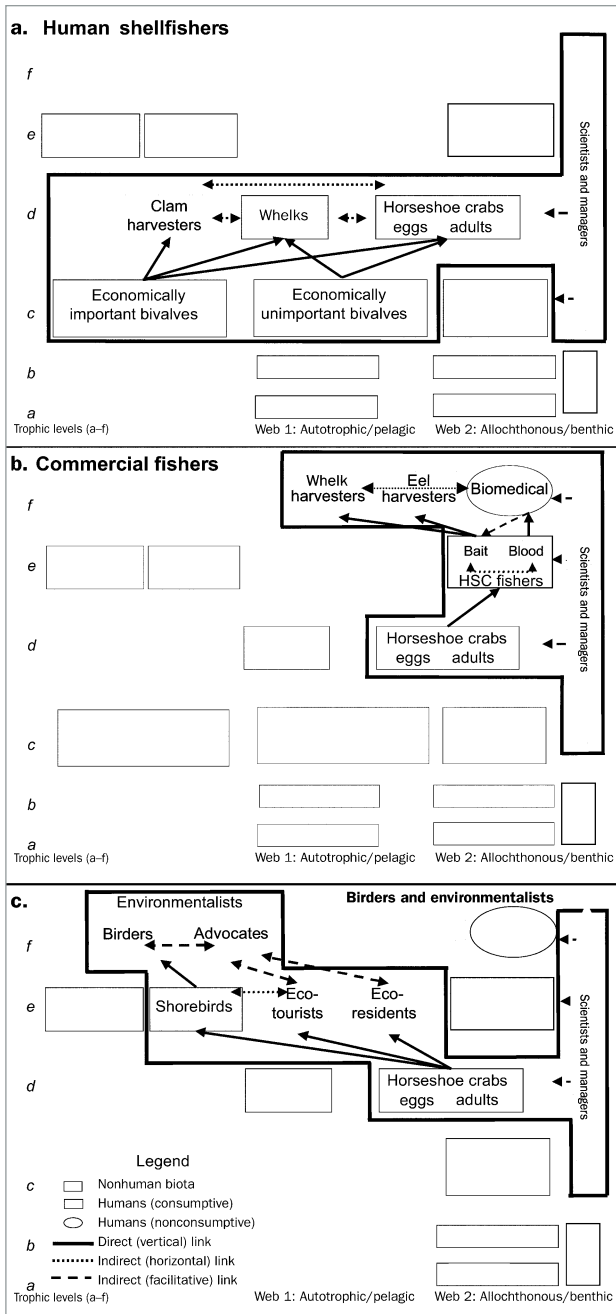 a. Human shellfishers
f
e
Scientists and managers
d
Clam
harvesters
Whelks
Horseshoe crabs
eggs adults
c
Economically
important bivalves
Economically
unimportant bivalves
b
a
Trophic levels (a–f)
Web 1: Autotrophic/pelagic
Web 2: Allochthonous/benthic
b. Commercial fishers
f
Whelk
harvesters
Eel
harvesters
Biomedical
e
Bait Blood
HSC fishers
Scientists and managers
d
Horseshoe crabs
eggs adults
c
b
a
Trophic levels (a–f)
Web 1: Autotrophic/pelagic
Web 2: Allochthonous/benthic
c.
Environmentalists
Birders and environmentalists
f
Birders
Advocates
e
Shorebirds
Eco-
tourists
Eco-
residents
Scientists and managers
d
Horseshoe crabs
eggs adults
Legend
c
Nonhuman biota
Humans (consumptive)
Humans (nonconsumptive)
b
Direct (vertical) link
Indirect (horizontal) link
a
Indirect (facilitative) link
Trophic levels (a–f)
Web 1: Autotrophic/pelagic
Web 2: Allochthonous/benthic